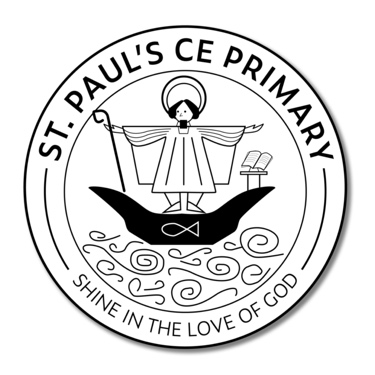 ST. PAUL'S CE PRIMARY
SHINE IN THE LOVE OF GOD